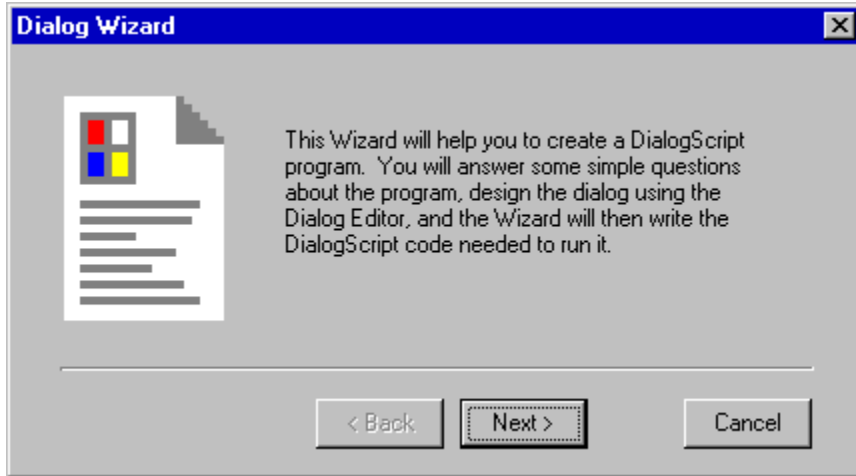 Dialog Wizard
This Wizard will help you to create a DialogScript
program.  You will answer some simple questions
about the program, design the dialog using the
Dialog Editor, and the Wizard will then write the
DialogScript code needed to run it.
< Back
Next >
Cancel